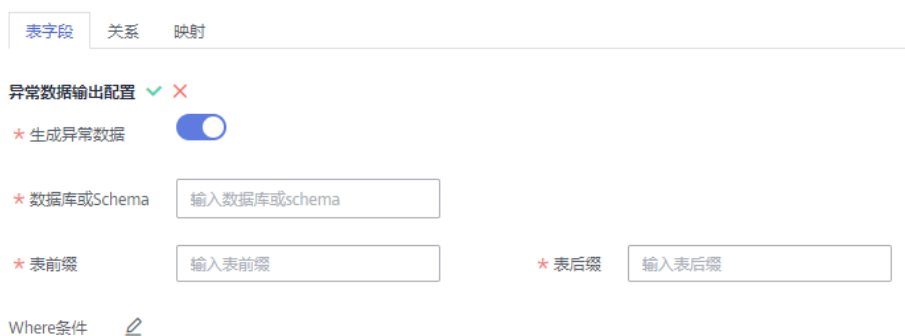 表字段 关系 映射
异常数据输出配置
* 生成异常数据
* 数据库或Schema 输入数据库或schema
* 表前缀 输入表前缀 * 表后缀 输入表后缀
Where条件